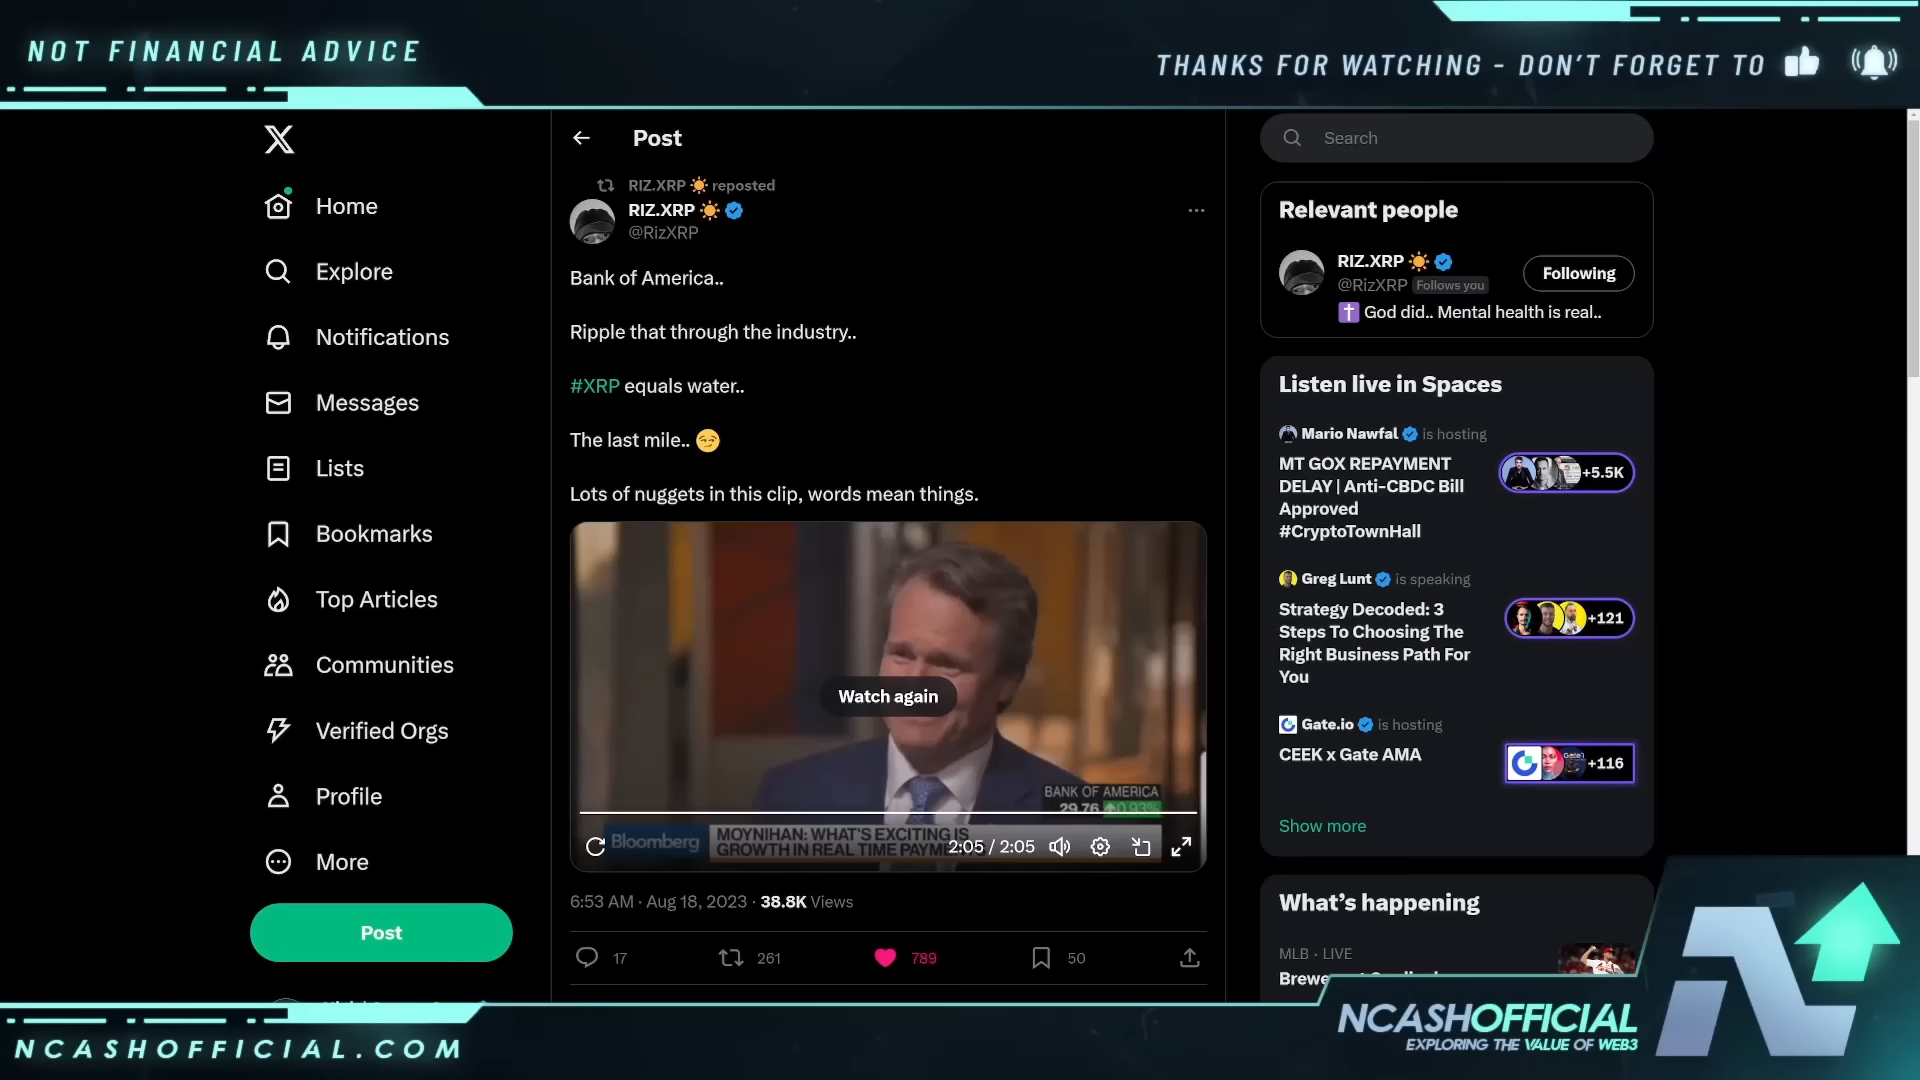 NOT FINANCIAL ADVICE
THANKS FOR WATCHING - DON'T FORGET TO
Post
Search
RIZ.XRP reposted
RIZ.XRP
@RizXRP
Bank of America..
Ripple that through the industry..
#XRP equals water..
The last mile..
Lots of nuggets in this clip, words mean things.
Watch again
BANK OF AMERICA
29.76 0.93%
Bloomberg
MOYNIHAN: WHAT'S EXCITING IS
GROWTH IN REAL TIME
2:05 / 2:05
6:53 AM · Aug 18, 2023 · 38.8K Views
17
261
789
50
Home
Explore
Notifications
Messages
Lists
Bookmarks
Top Articles
Communities
Verified Orgs
Profile
More
Post
Relevant people
RIZ.XRP
@RizXRP Follows you
Following
God did.. Mental health is real..
Listen live in Spaces
Mario Nawfal is hosting
MT GOX REPAYMENT
DELAY | Anti-CBDC Bill
Approved
#CryptoTownHall
+5.5K
Greg Lunt is speaking
Strategy Decoded: 3
Steps To Choosing The
Right Business Path For
You
+121
Gate.io is hosting
CEEK x Gate AMA
+116
Show more
What's happening
MLB · LIVE
NCASHOFFICIAL.COM
NCASHOFFICIAL
EXPLORING THE VALUE OF WEB3